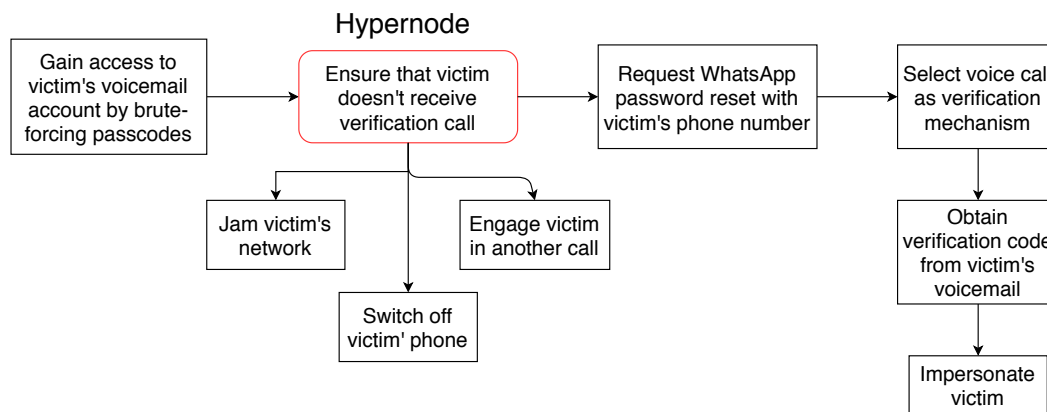 Hypernode
Gain access to
victim's voicemail
account by brute-
forcing passcodes
Ensure that victim
doesn't receive
verification call
Request WhatsApp
password reset with
victim's phone number
Select voice call
as verification
mechanism
Jam victim's
network
Engage victim
in another call
Switch off
victim' phone
Obtain
verification code
from victim's
voicemail
Impersonate
victim